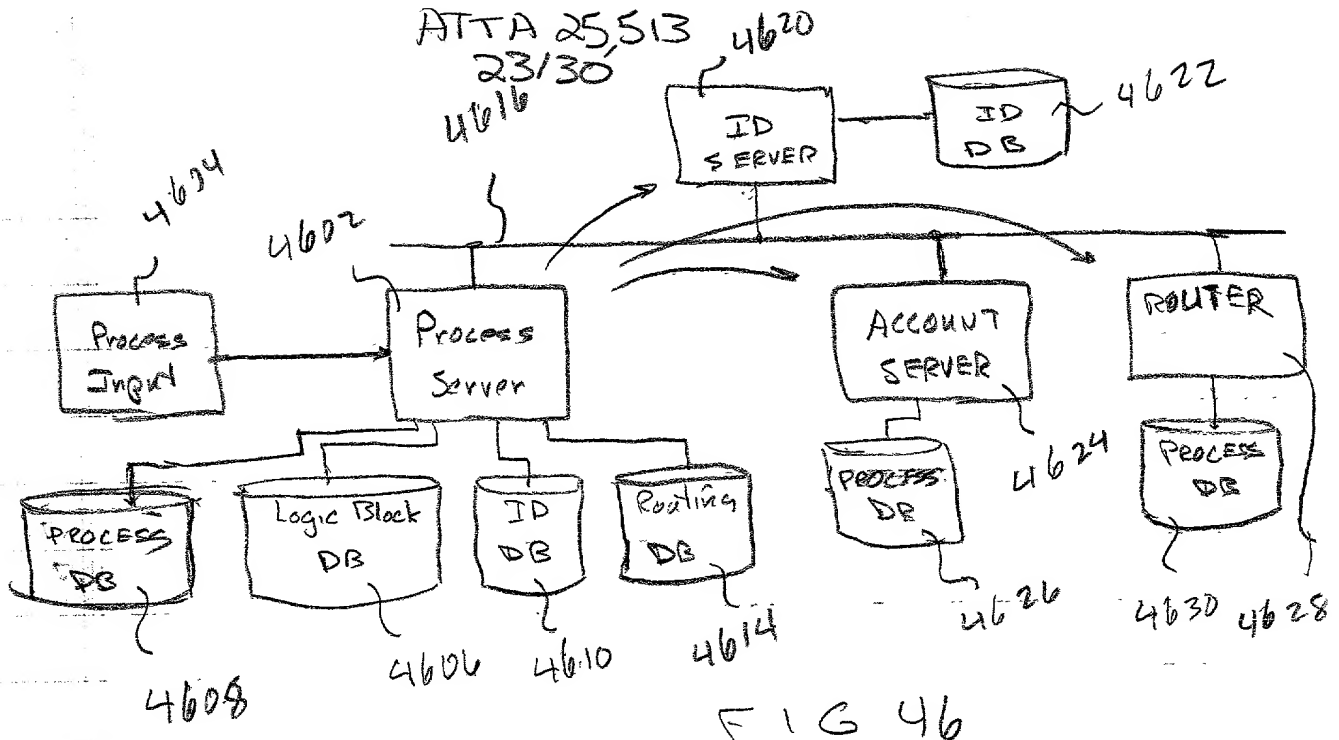 ATTA 25,513
23/30
4616
4620
ID
SERVER
ID
DB
4622
4604
Process
Input
4602
Process
Server
ACCOUNT
SERVER
4624
ROUTER
4628
PROCESS
DB
4608
Logic Block
DB
4606
ID
DB
4610
Routing
DB
4614
PROCESS
DB
4626
PROCESS
DB
4630
FIG 46